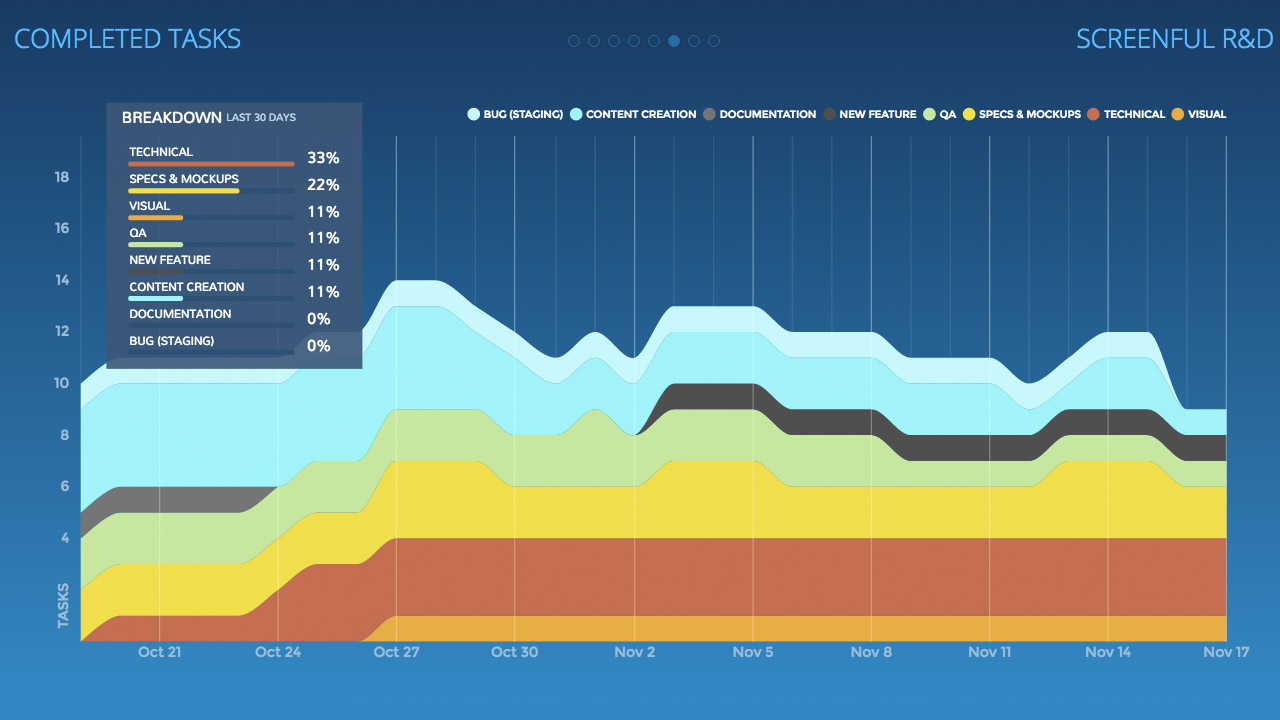 COMPLETED TASKS
SCREENFUL R&D
BREAKDOWN LAST 30 DAYS
BUG (STAGING) CONTENT CREATION DOCUMENTATION NEW FEATURE QA SPECS & MOCKUPS TECHNICAL VISUAL
TECHNICAL 33%
SPECS & MOCKUPS 22%
VISUAL 11%
QA 11%
NEW FEATURE 11%
CONTENT CREATION 11%
DOCUMENTATION 0%
BUG (STAGING) 0%
18
16
14
12
10
8
6
4
TASKS
Oct 21 Oct 24 Oct 27 Oct 30 Nov 2 Nov 5 Nov 8 Nov 11 Nov 14 Nov 17